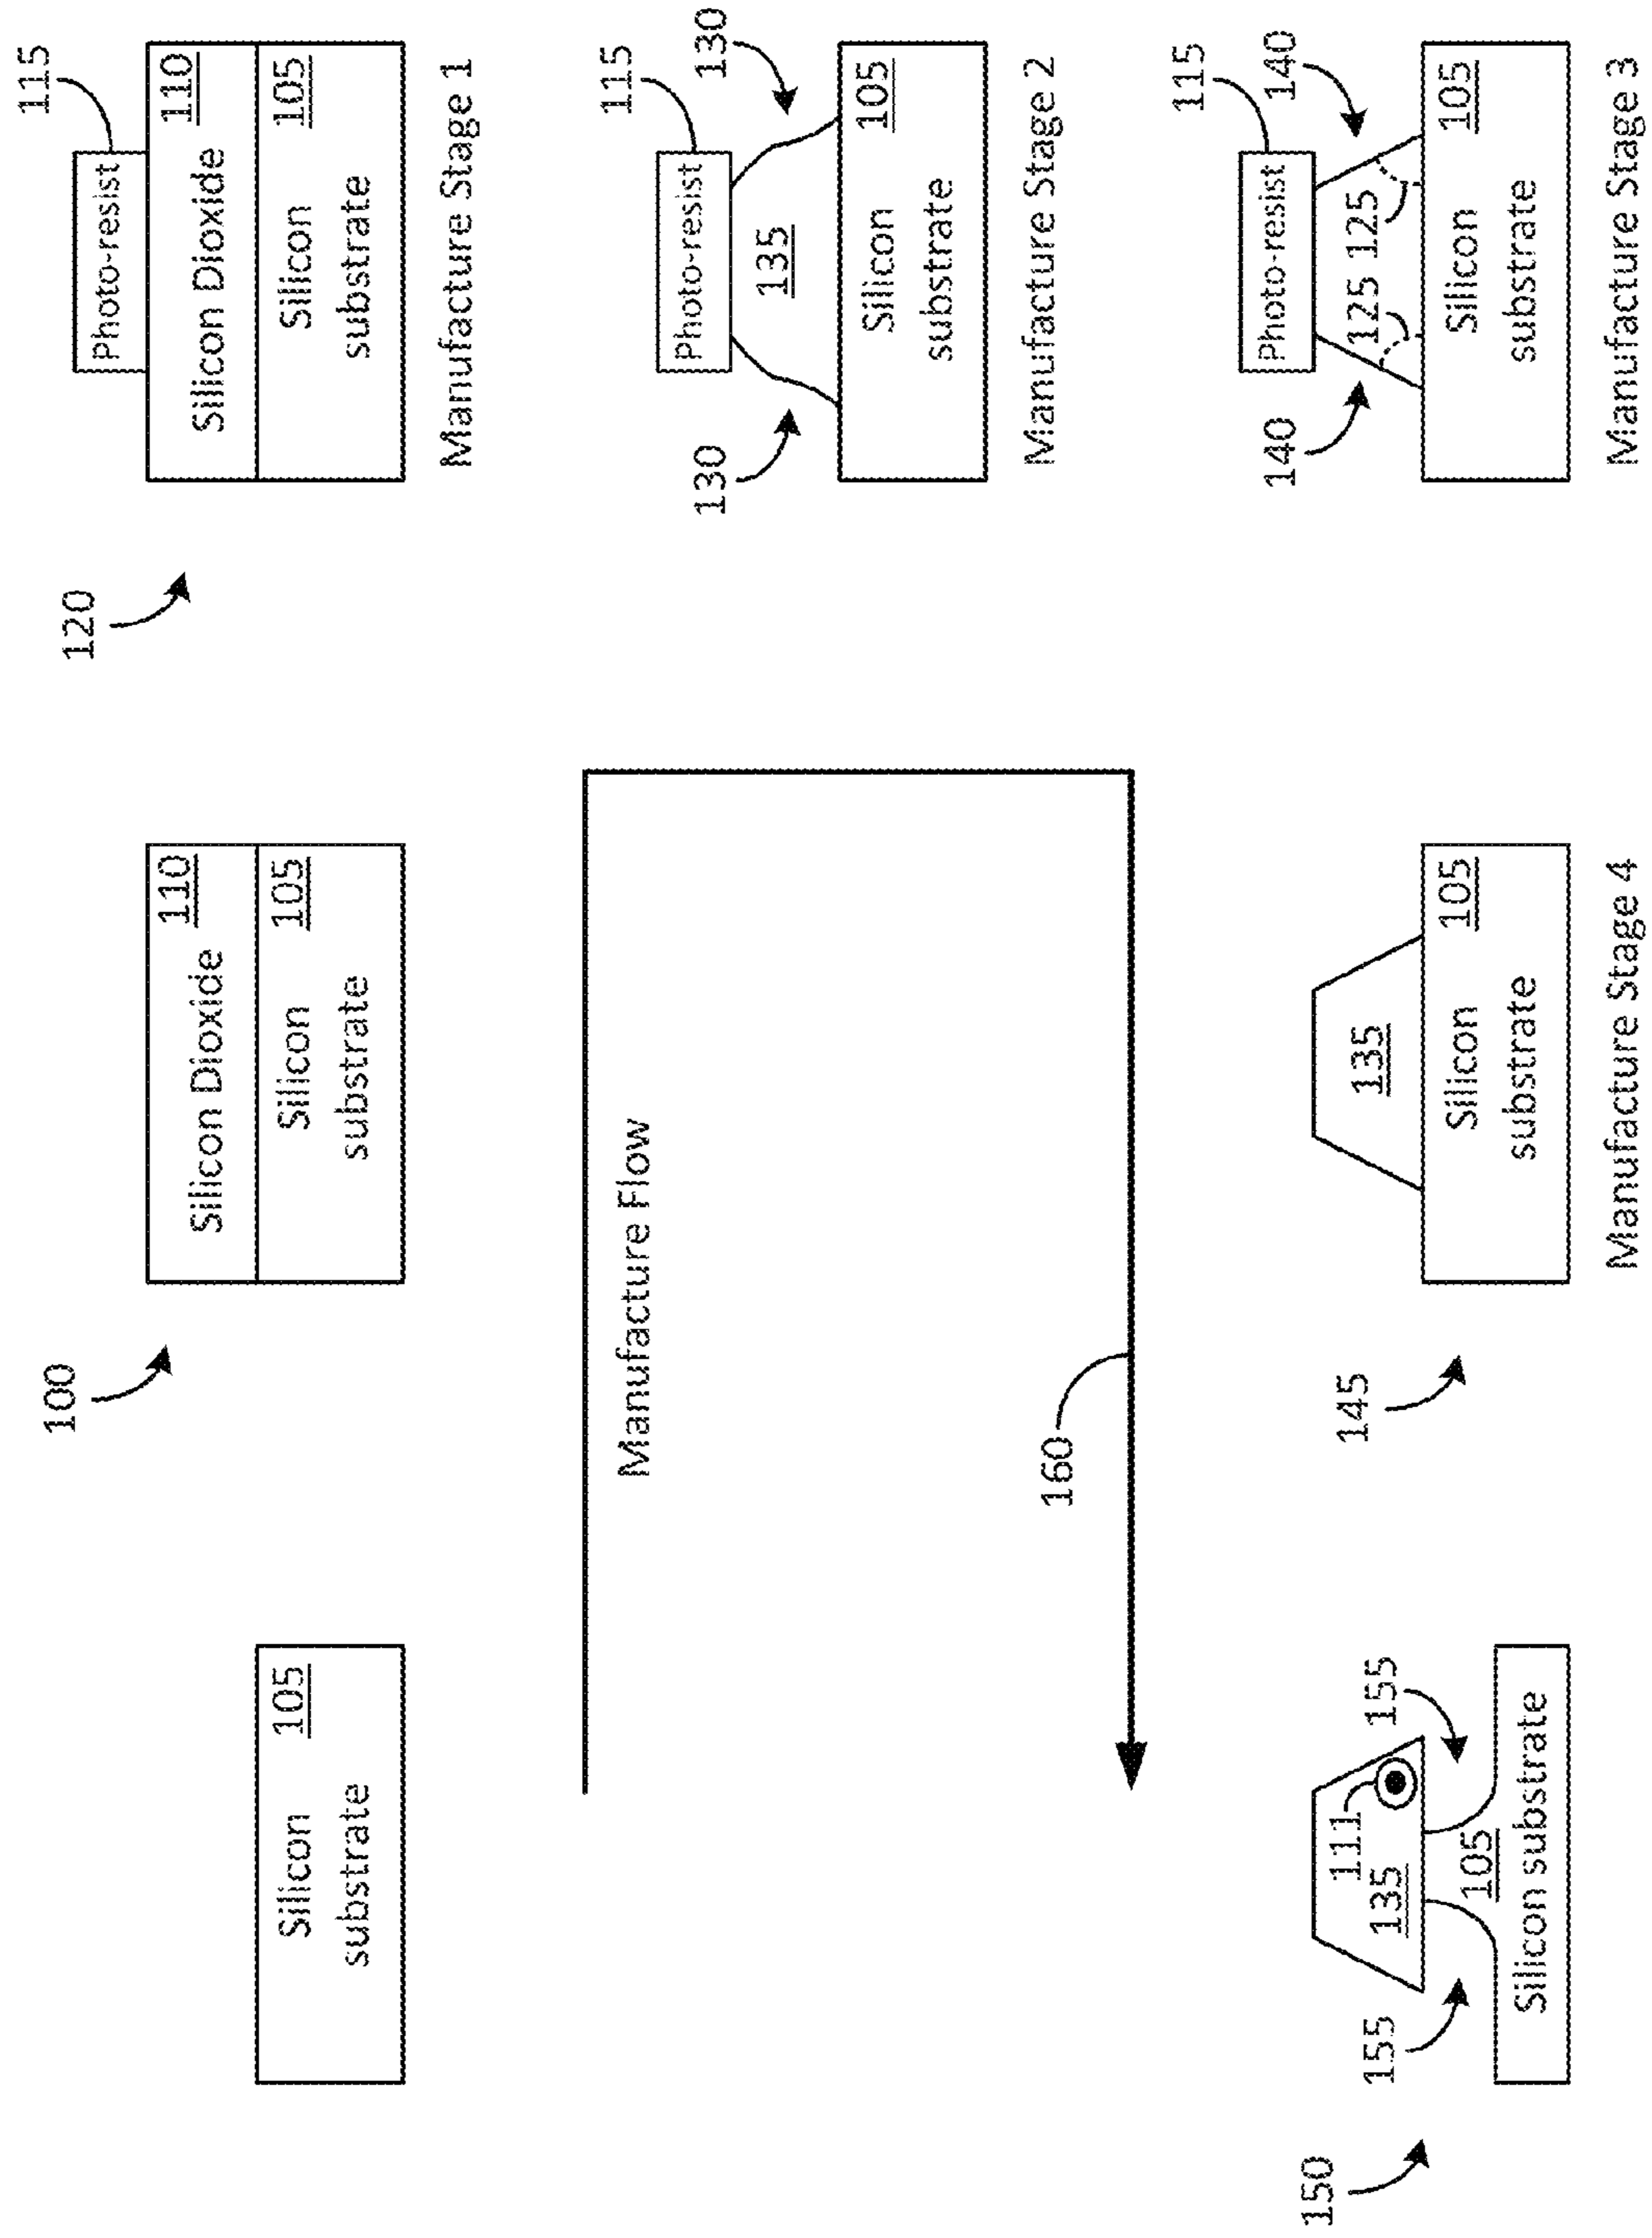 100
120
115
Silicon
105
substrate
Silicon Dioxide
110
Silicon
105
substrate
Photo-resist
Silicon Dioxide
110
Silicon
105
substrate
Manufacture Stage 1
Manufacture Flow
160
115
Photo-resist
130
130
135
Silicon
105
substrate
Manufacture Stage 2
150
155
155
111
135
105
Silicon substrate
145
135
Silicon
105
substrate
Manufacture Stage 4
115
Photo-resist
140
140
125
125
Silicon
105
substrate
Manufacture Stage 3